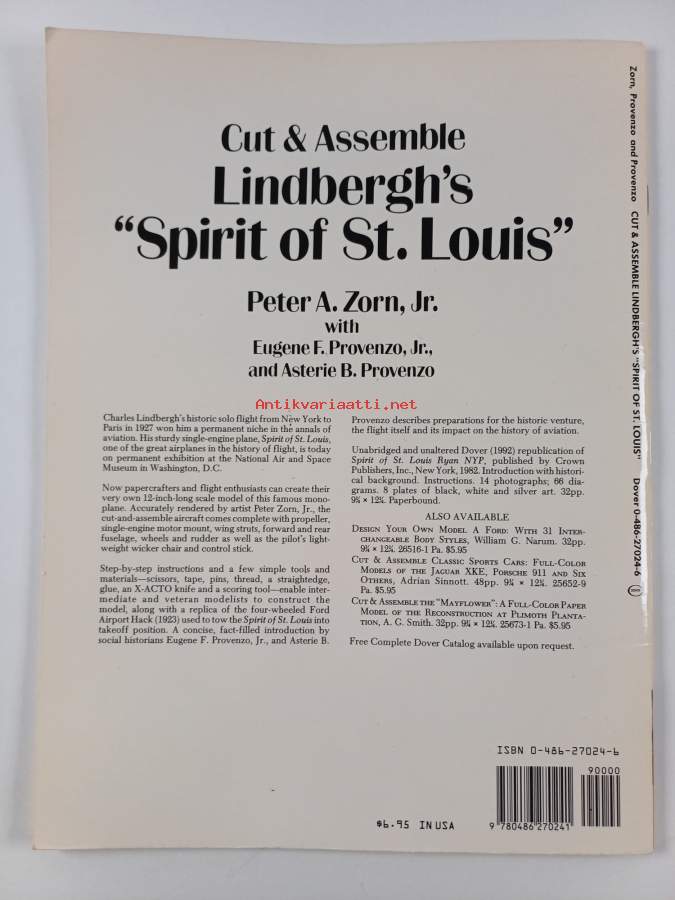 Cut & Assemble
Lindbergh's
“Spirit of St. Louis”
Peter A. Zorn, Jr.
with
Eugene F. Provenzo, Jr.,
and Asterie B. Provenzo
Antikvariaatti.net
Charles Lindbergh's historic solo flight from New York to
Paris in 1927 won him a permanent niche in the annals of
aviation. His sturdy single-engine plane, Spirit of St. Louis,
one of the great airplanes in the history of flight, is today
on permanent exhibition at the National Air and Space
Museum in Washington, D.C.
Now papercrafters and flight enthusiasts can create their
very own 12-inch-long scale model of this famous mono-
plane. Accurately rendered by artist Peter Zorn, Jr., the
cut-and-assemble aircraft comes complete with propeller,
single-engine motor mount, wing struts, forward and rear
fuselage, wheels and rudder as well as the pilot's light-
weight wicker chair and control stick.
Step-by-step instructions and a few simple tools and
materials—scissors, tape, pins, thread, a straightedge,
glue, an X-ACTO knife and a scoring tool—enable inter-
mediate and veteran modelists to construct the
model, along with a replica of the four-wheeled Ford
Airport Hack (1923) used to tow the Spirit of St. Louis into
takeoff position. A concise, fact-filled introduction by
social historians Eugene F. Provenzo, Jr., and Asterie B.
Provenzo describes preparations for the historic venture,
the flight itself and its impact on the history of aviation.
Unabridged and unaltered Dover (1992) republication of
Spirit of St. Louis Ryan NYP, published by Crown
Publishers, Inc., New York, 1982. Introduction with histori-
cal background. Instructions. 14 photographs; 66 dia-
grams. 8 plates of black, white and silver art. 32pp.
9¼ × 12¼. Paperbound.
ALSO AVAILABLE
DESIGN YOUR OWN MODEL A FORD: WITH 31 INTER-
CHANGEABLE BODY STYLES, William G. Narum. 32pp.
9¼ × 12¼. 26516-1 Pa. $5.95
CUT & ASSEMBLE CLASSIC SPORTS CARS: FULL-COLOR
MODELS OF THE JAGUAR XKE, PORSCHE 911 AND SIX
OTHERS, Adrian Sinnott. 48pp. 9¼ × 12¼. 25652-9
Pa. $5.95
CUT & ASSEMBLE THE “MAYFLOWER”: A FULL-COLOR PAPER
MODEL OF THE RECONSTRUCTION AT PLIMOTH PLANTA-
TION, A. G. Smith. 32pp. 9¼ × 12¼. 25673-1 Pa. $5.95
Free Complete Dover Catalog available upon request.
ISBN 0-486-27024-6
90000
9 780486 270241
$6.95 IN USA
Zorn, Provenzo and Provenzo CUT & ASSEMBLE LINDBERGH'S “SPIRIT OF ST. LOUIS” Dover 0-486-27024-6